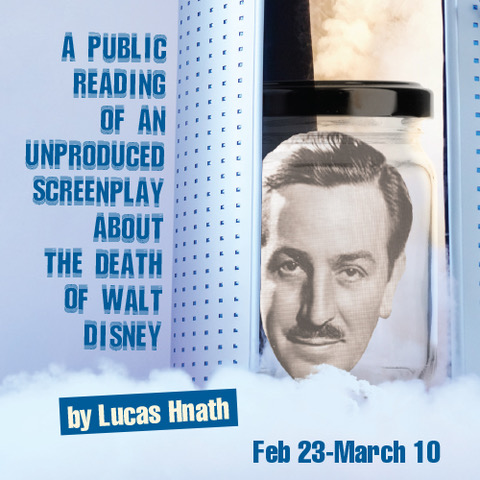 A PUBLIC
READING
OF AN
UNPRODUCED
SCREENPLAY
ABOUT
THE DEATH
OF WALT
DISNEY
by Lucas Hnath
Feb 23-March 10